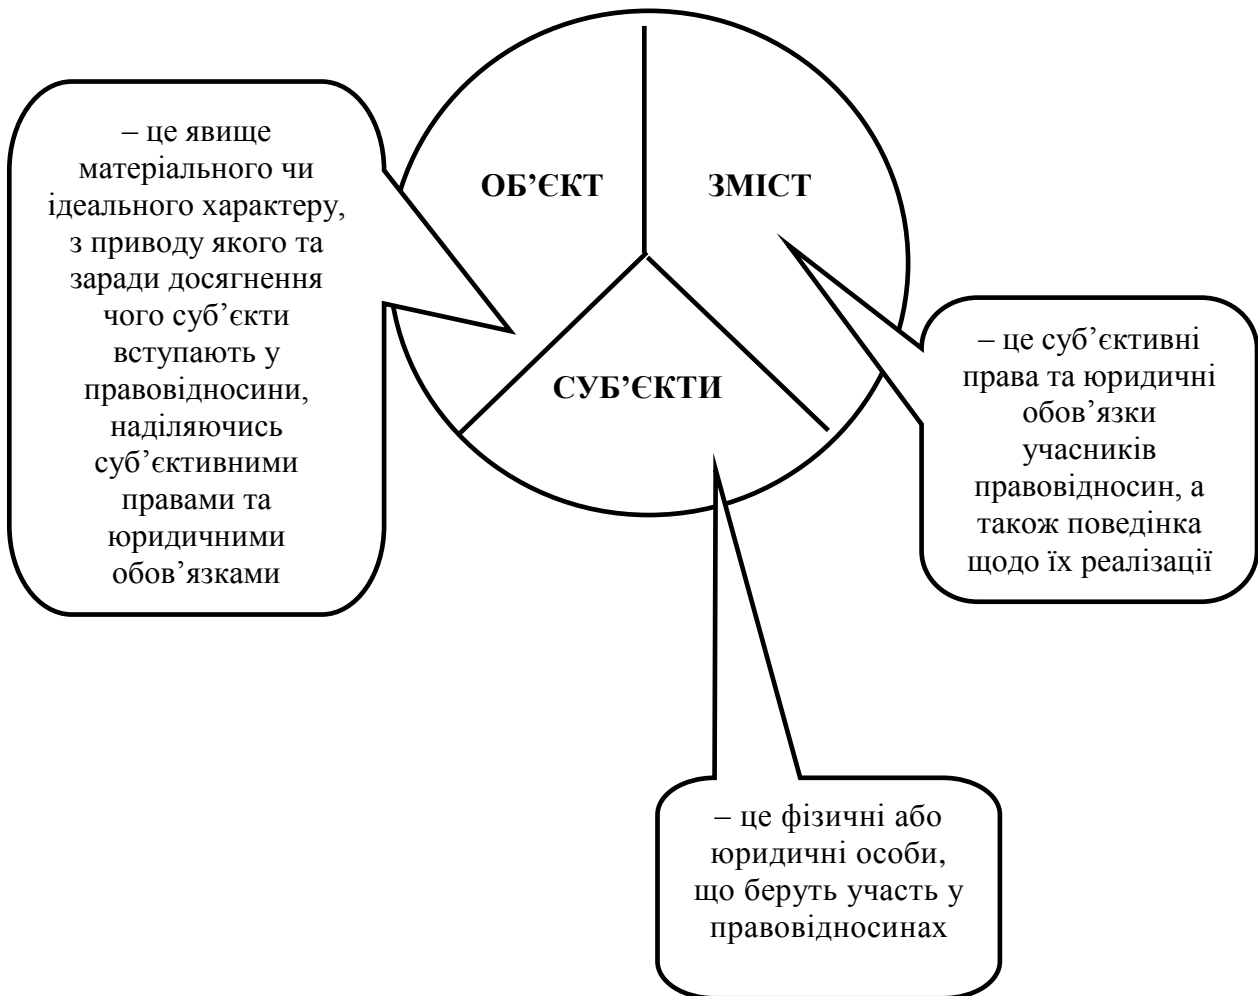 – це явище
матеріального чи
ідеального характеру,
з приводу якого та
заради досягнення
чого суб’єкти
вступають у
правовідносини,
наділяючись
суб’єктивними
правами та
юридичними
обов’язками
ОБ’ЄКТ
ЗМІСТ
СУБ’ЄКТИ
– це суб’єктивні
права та юридичні
обов’язки
учасників
правовідносин, а
також поведінка
щодо їх реалізації
– це фізичні або
юридичні особи,
що беруть участь у
правовідносинах